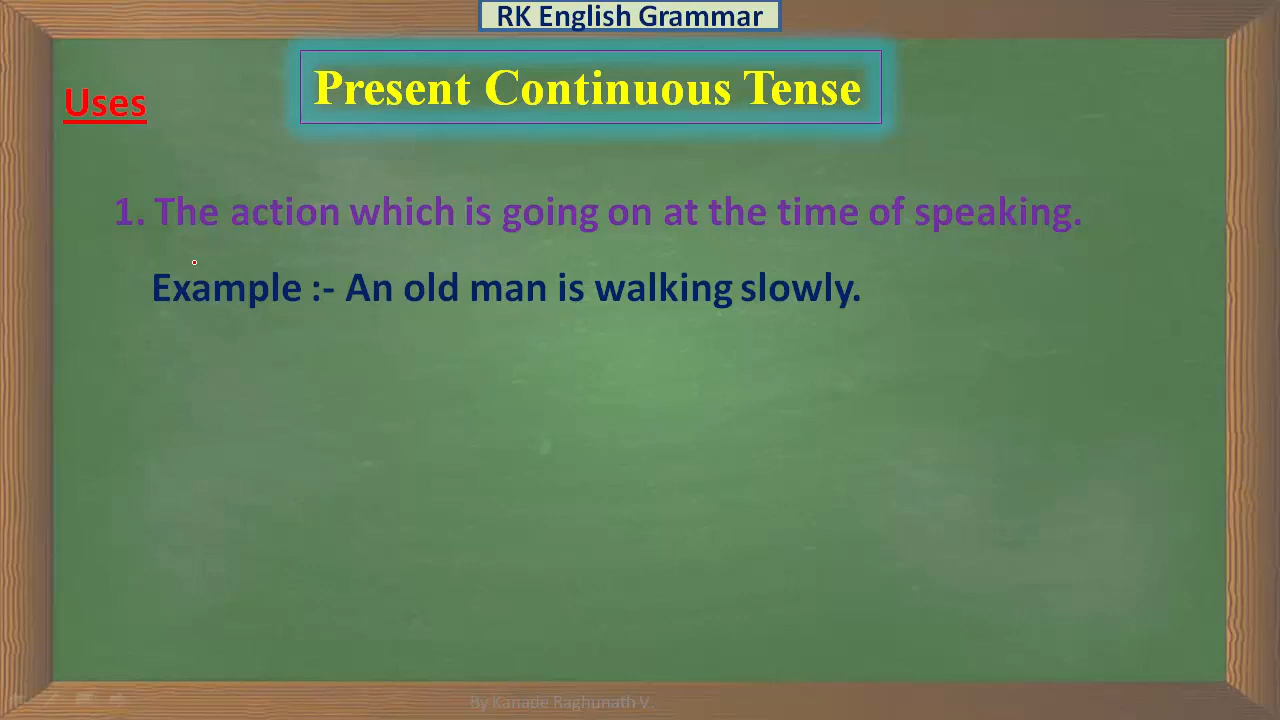 RK English Grammar
Present Continuous Tense
Uses
1. The action which is going on at the time of speaking.
Example :- An old man is walking slowly.
By Kanade Raghunath V.